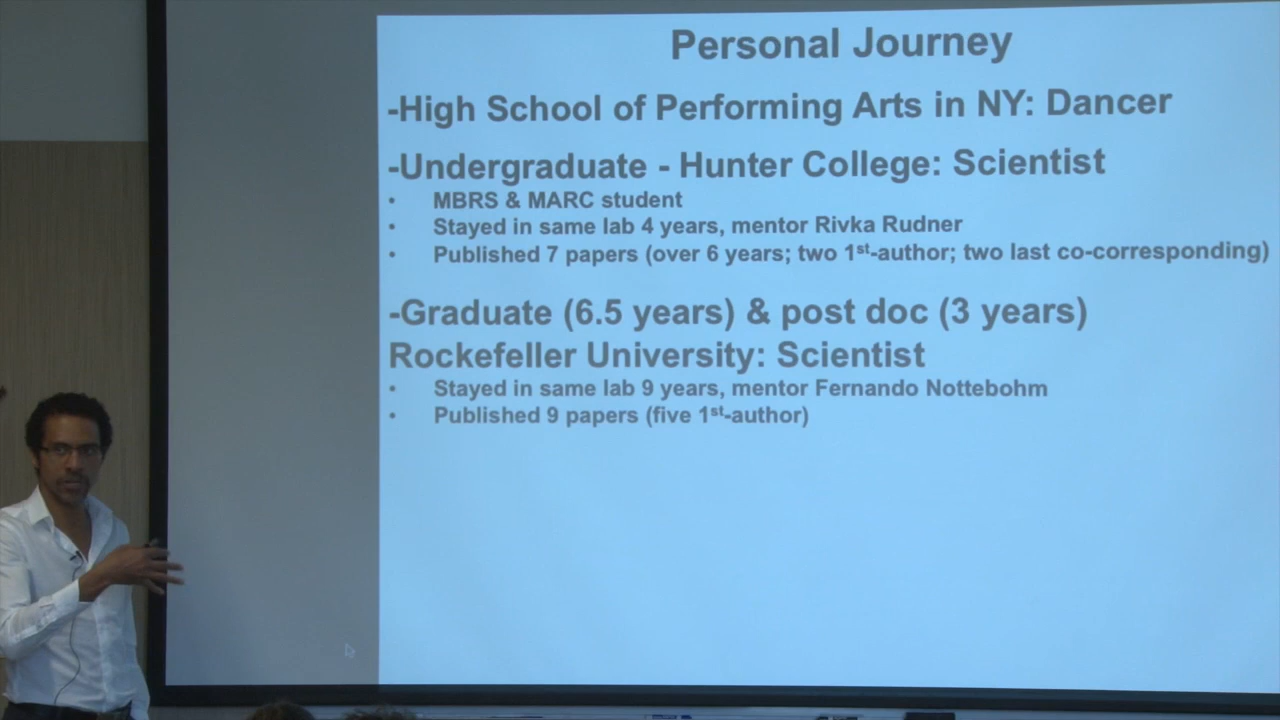 Personal Journey
-High School of Performing Arts in NY: Dancer
-Undergraduate - Hunter College: Scientist
• MBRS & MARC student
• Stayed in same lab 4 years, mentor Rivka Rudner
• Published 7 papers (over 6 years; two 1st-author; two last co-corresponding)
-Graduate (6.5 years) & post doc (3 years)
Rockefeller University: Scientist
• Stayed in same lab 9 years, mentor Fernando Nottebohm
• Published 9 papers (five 1st-author)